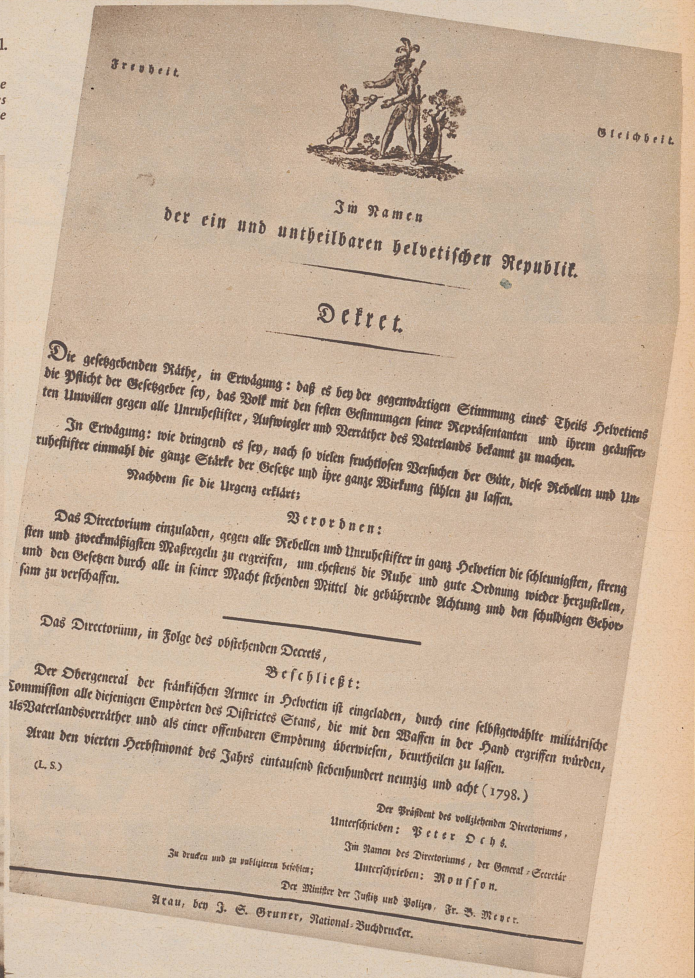 l.
e
s
e
Freyheit.
Gleichheit.
Im Namen
der ein und untheilbaren helvetischen Republik.
Dekret.
Die gesetzgebenden Räthe, in Erwägung: daß es bey der gegenwärtigen Stimmung eines Theils Helvetiens
die Pflicht der Gesetzgeber sey, das Volk mit den festen Gesinnungen seiner Repräsentanten und ihrem geäusser-
ten Unwillen gegen alle Unruhestifter, Aufwiegler und Verräther des Vaterlands bekannt zu machen.
In Erwägung: wie dringend es sey, nach so vielen fruchtlosen Versuchen der Güte, diese Rebellen und Un-
ruhestifter einmahl die ganze Stärke der Gesetze und ihre ganze Wirkung fühlen zu lassen.
Nachdem sie die Urgenz erklärt;
Verordnen:
Das Directorium einzuladen, gegen alle Rebellen und Unruhestifter in ganz Helvetien die schleunigsten, streng
sten und zweckmäßigsten Maßregeln zu ergreifen, um ehestens die Ruhe und gute Ordnung wieder herzustellen,
und den Gesetzen durch alle in seiner Macht stehenden Mittel die gebührende Achtung und den schuldigen Gehor-
sam zu verschaffen.
Das Directorium, in Folge des obstehenden Decrets,
Beschließt:
Der Obergeneral der fränkischen Armee in Helvetien ist eingeladen, durch eine selbstgewählte militärische
Commission alle diejenigen Empörten des Districtes Stans, die mit den Waffen in der Hand ergriffen würden,
als Vaterlandsverräther und als einer offenbaren Empörung überwiesen, beurtheilen zu lassen.
Arau den vierten Herbstmonat des Jahrs eintausend siebenhundert neunzig und acht (1798.)
(L. S.)
Der Präsident des vollziehenden Directoriums,
Unterschrieben: Peter Ochs.
Im Namen des Directoriums, der General-Secretär
Unterschrieben: Mousson.
Zu drucken und zu publizieren befohlen;
Der Minister der Justiz und Polizey, Fr. B. Meyer.
Arau, bey J. S. Gruner, National-Buchdrucker.